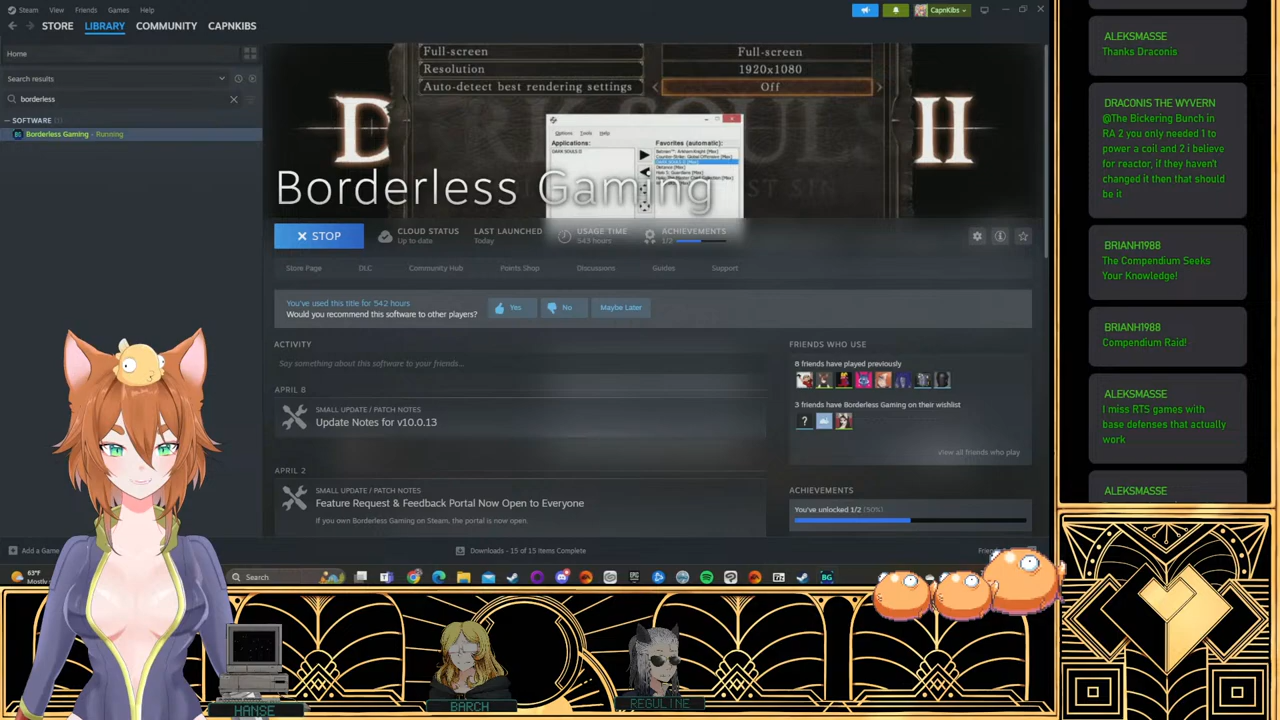 Steam View Friends Games Help
CapnKibs
STORE LIBRARY COMMUNITY CAPNKIBS
Home
Search results
borderless
SOFTWARE (1)
Borderless Gaming - Running
Full-screen Full-screen
Resolution 1920x1080
Auto-detect best rendering settings Off
Options Tools Help
Applications: Favorites (automatic):
DARK SOULS II
Borderless Gaming
STOP
CLOUD STATUS
Up to date
LAST LAUNCHED
Today
USAGE TIME
543 hours
ACHIEVEMENTS
1/2
Store Page DLC Community Hub Points Shop Discussions Guides Support
You've used this title for 542 hours
Would you recommend this software to other players?
Yes No Maybe Later
ACTIVITY
Say something about this software to your friends...
APRIL 8
SMALL UPDATE / PATCH NOTES
Update Notes for v10.0.13
APRIL 2
SMALL UPDATE / PATCH NOTES
Feature Request & Feedback Portal Now Open to Everyone
If you own Borderless Gaming on Steam, the portal is now open.
FRIENDS WHO USE
8 friends have played previously
3 friends have Borderless Gaming on their wishlist
View all friends who play
ACHIEVEMENTS
You've unlocked 1/2 (50%)
Add a Game
Downloads - 15 of 15 Items Complete
63°F
Search
ALEKSMASSE
Thanks Draconis
DRACONIS THE WYVERN
@The Bickering Bunch in
RA 2 you only needed 1 to
power a coil and 2 i believe
for reactor, if they haven't
changed it then that should
be it
BRIANH1988
The Compendium Seeks
Your Knowledge!
BRIANH1988
Compendium Raid!
ALEKSMASSE
I miss RTS games with
base defenses that actually
work
ALEKSMASSE
HANSE
BARCH
REGULINE